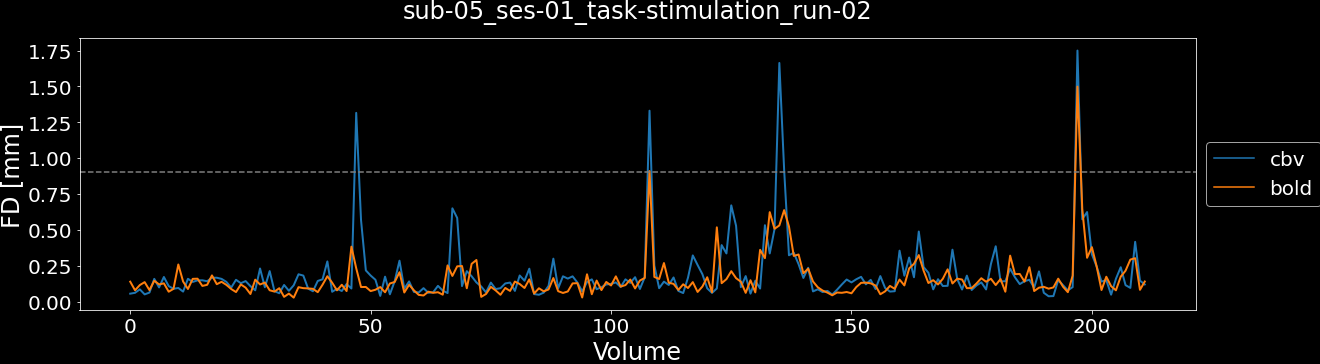 sub-05_ses-01_task-stimulation_run-02
FD [mm]
1.75
1.50
1.25
1.00
0.75
0.50
0.25
0.00
0 50 100 150 200
Volume
cbv
bold